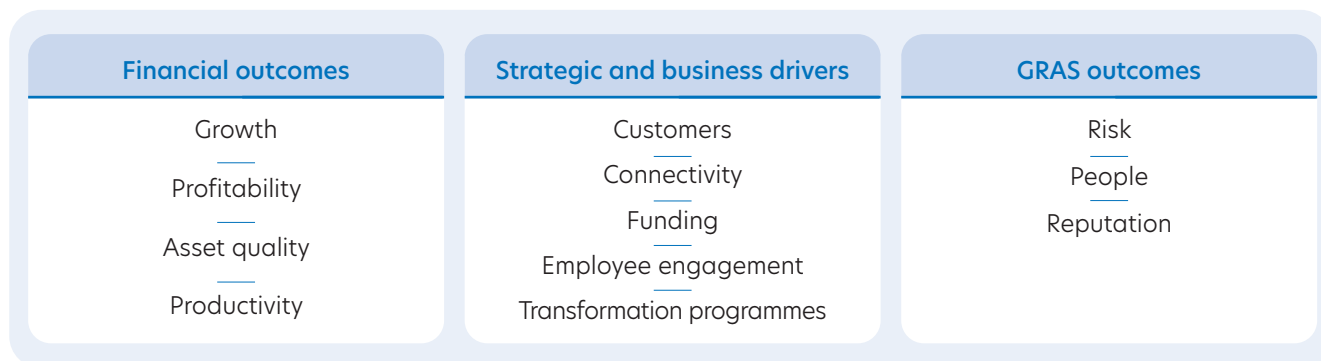 Financial outcomes
Growth
Profitability
Asset quality
Productivity
Strategic and business drivers
Customers
Connectivity
Funding
Employee engagement
Transformation programmes
GRAS outcomes
Risk
People
Reputation